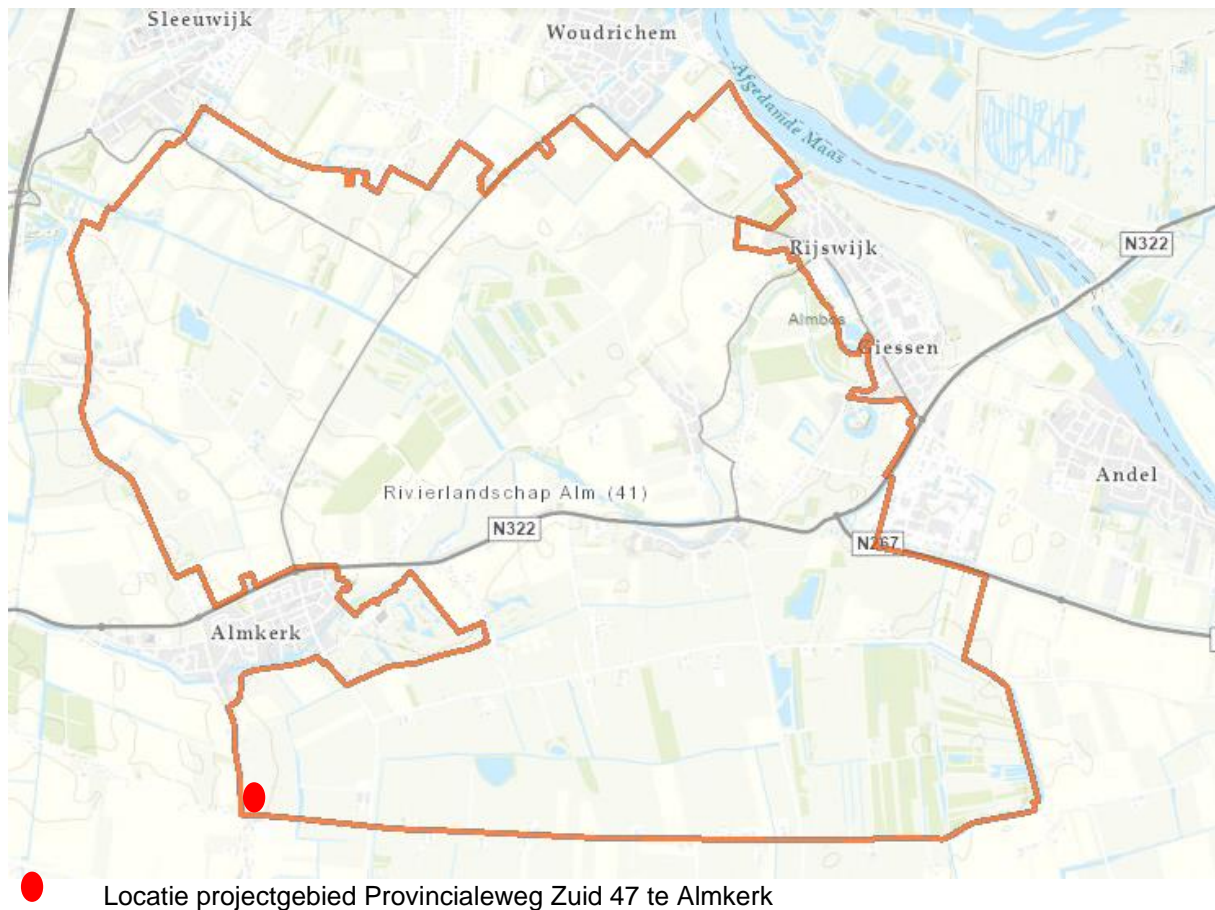 Sleeuwijk
Woudrichem
Afgedamde Maas
Rijswijk
N322
Almbos
Giessen
Andel
Rivierlandschap Alm (41)
N322
N267
Almkerk
Locatie projectgebied Provincialeweg Zuid 47 te Almkerk